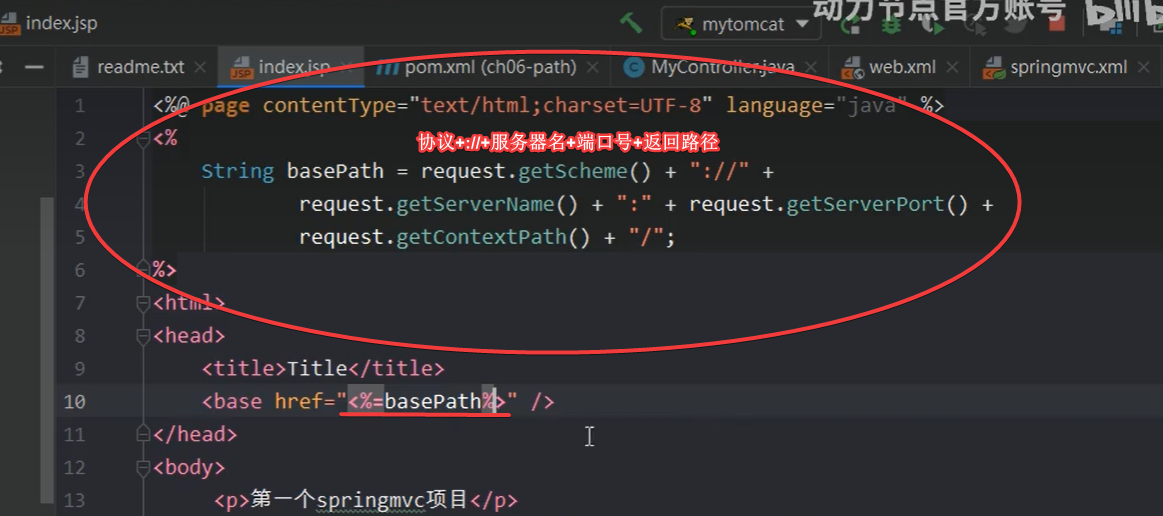 index.jsp
mytomcat
动力节点官方账号
readme.txt
index.jsp
pom.xml (ch06-path)
MyController.java
web.xml
springmvc.xml
1 <%@ page contentType="text/html;charset=UTF-8" language="java" %>
2 <%
协议+://+服务器名+端口号+返回路径
3 String basePath = request.getScheme() + "://" +
4 request.getServerName() + ":" + request.getServerPort() +
5 request.getContextPath() + "/";
6 %>
7 <html>
8 <head>
9 <title>Title</title>
10 <base href="<%=basePath%>" />
11 </head>
12 <body>
13 <p>第一个springmvc项目</p>